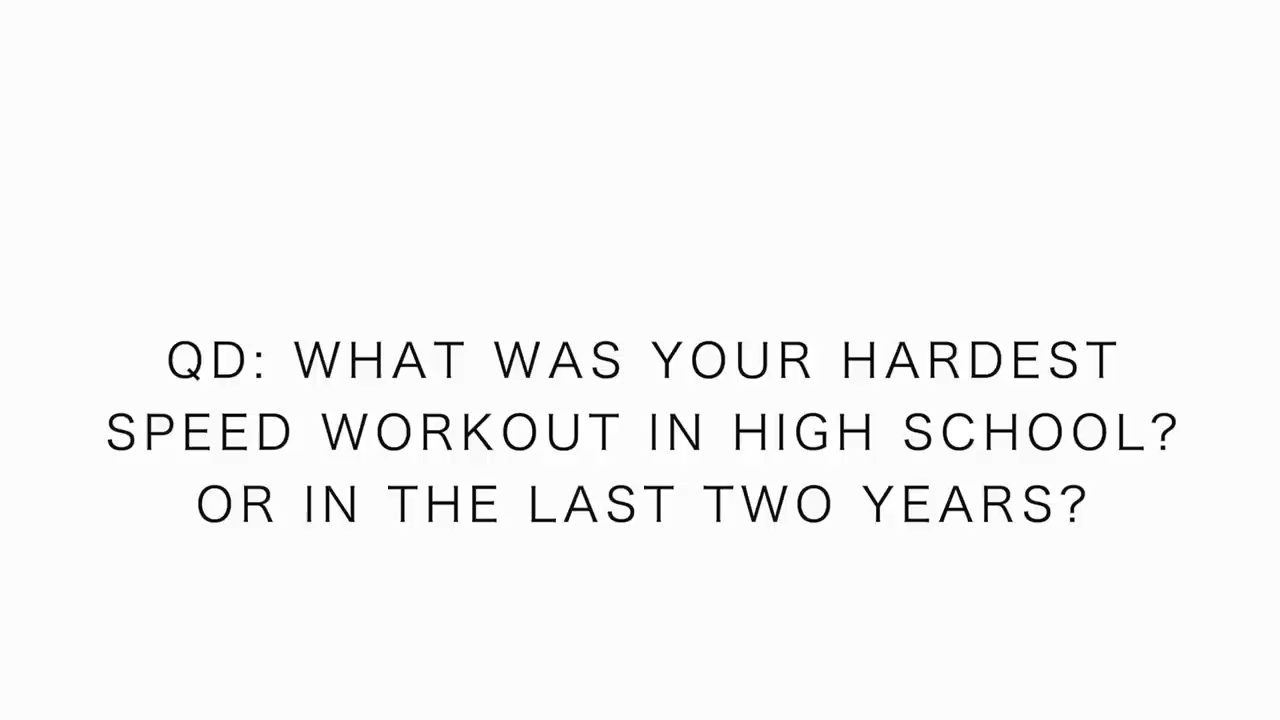 QD: WHAT WAS YOUR HARDEST
SPEED WORKOUT IN HIGH SCHOOL?
OR IN THE LAST TWO YEARS?